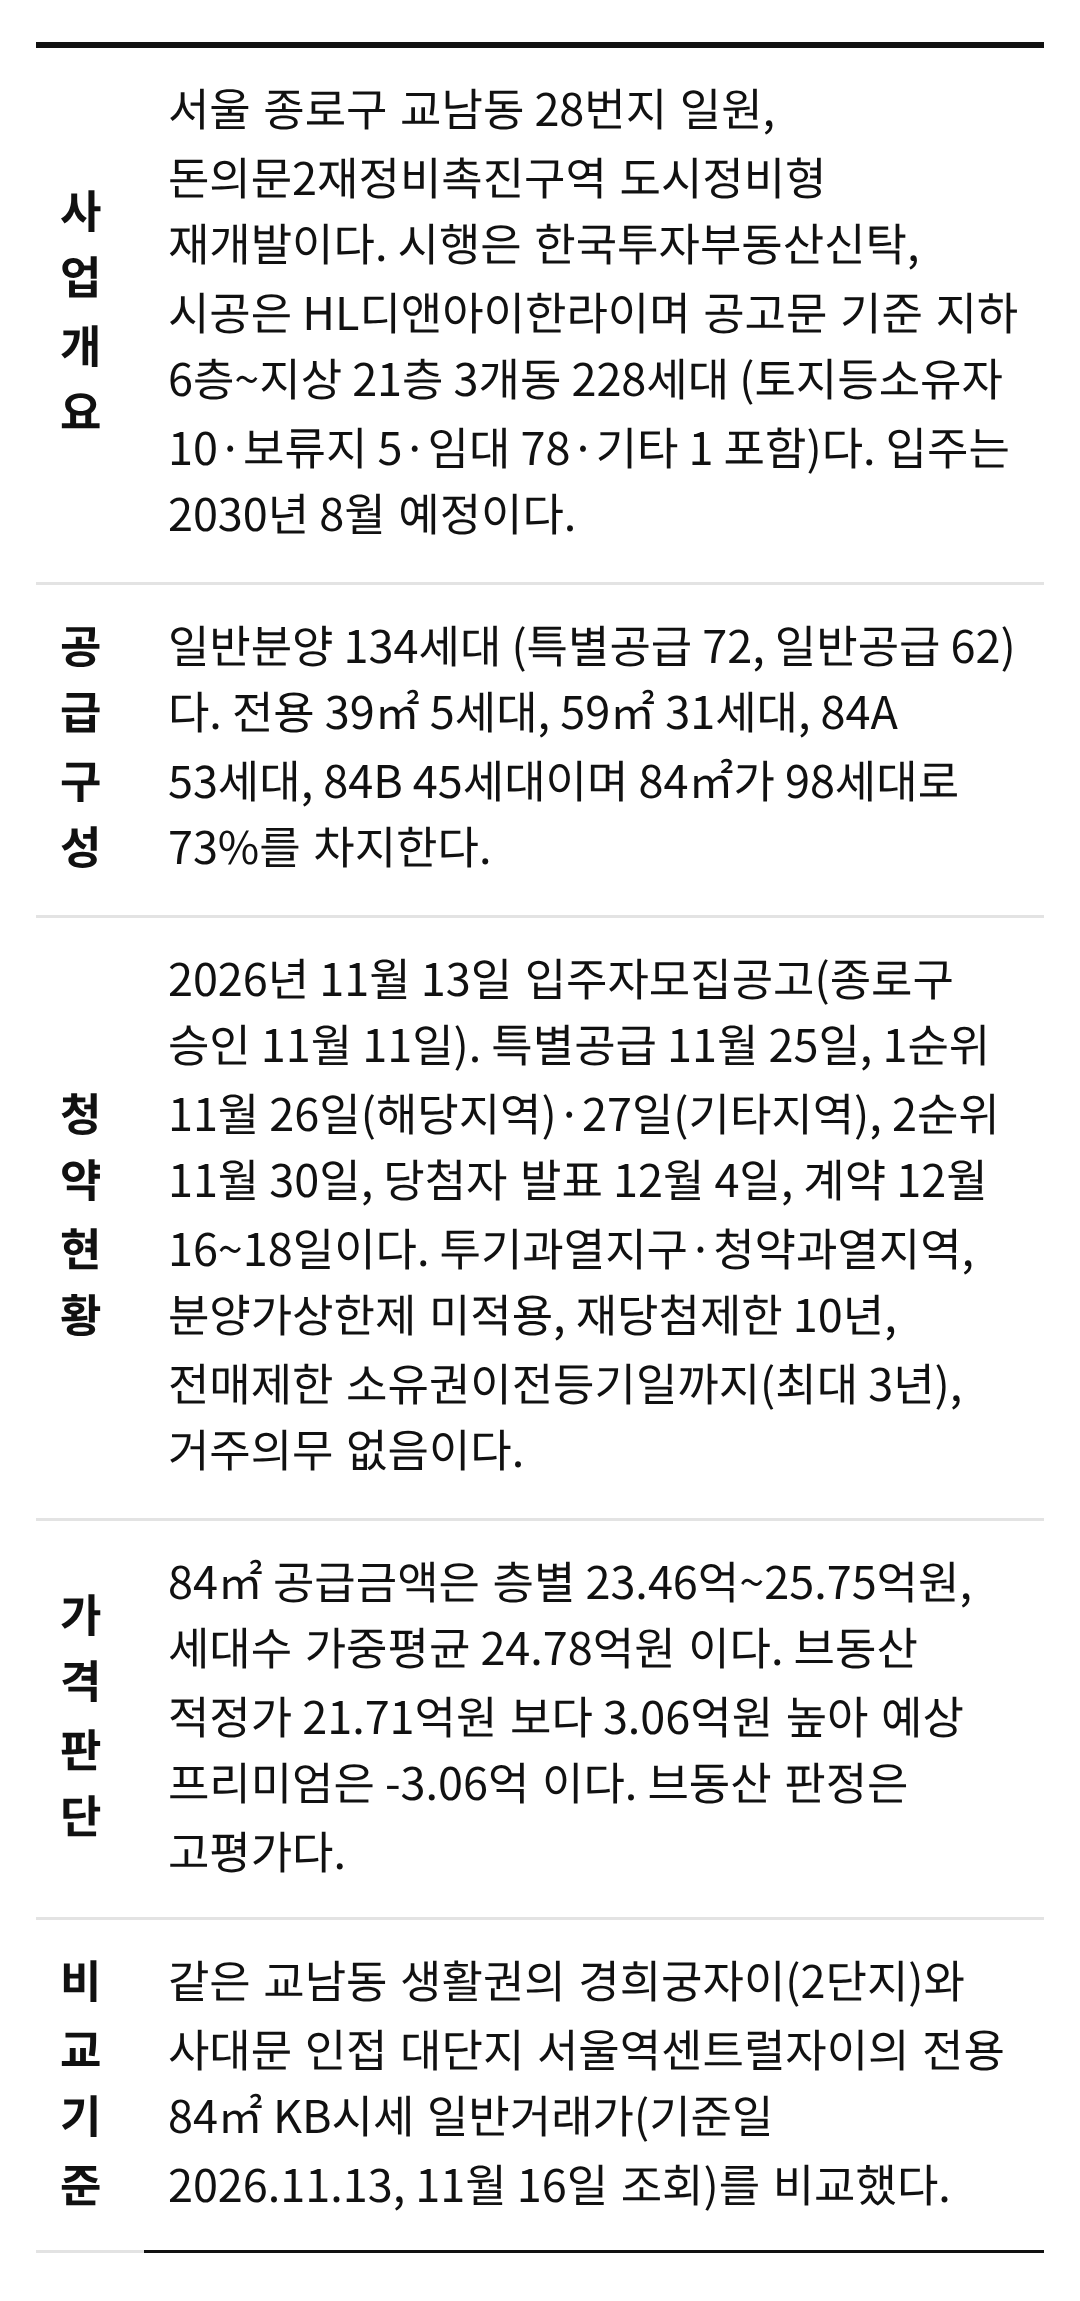 사업개요
서울 종로구 교남동 28번지 일원,
돈의문2재정비촉진구역 도시정비형
재개발이다. 시행은 한국투자부동산신탁,
시공은 HL디앤아이한라이며 공고문 기준 지하
6층~지상 21층 3개동 228세대 (토지등소유자
10·보류지 5·임대 78·기타 1 포함)다. 입주는
2030년 8월 예정이다.
공급구성
일반분양 134세대 (특별공급 72, 일반공급 62)
다. 전용 39㎡ 5세대, 59㎡ 31세대, 84A
53세대, 84B 45세대이며 84㎡가 98세대로
73%를 차지한다.
청약현황
2026년 11월 13일 입주자모집공고(종로구
승인 11월 11일). 특별공급 11월 25일, 1순위
11월 26일(해당지역)·27일(기타지역), 2순위
11월 30일, 당첨자 발표 12월 4일, 계약 12월
16~18일이다. 투기과열지구·청약과열지역,
분양가상한제 미적용, 재당첨제한 10년,
전매제한 소유권이전등기일까지(최대 3년),
거주의무 없음이다.
가격판단
84㎡ 공급금액은 층별 23.46억~25.75억원,
세대수 가중평균 24.78억원 이다. 브동산
적정가 21.71억원 보다 3.06억원 높아 예상
프리미엄은 -3.06억 이다. 브동산 판정은
고평가다.
비교기준
같은 교남동 생활권의 경희궁자이(2단지)와
사대문 인접 대단지 서울역센트럴자이의 전용
84㎡ KB시세 일반거래가(기준일
2026.11.13, 11월 16일 조회)를 비교했다.